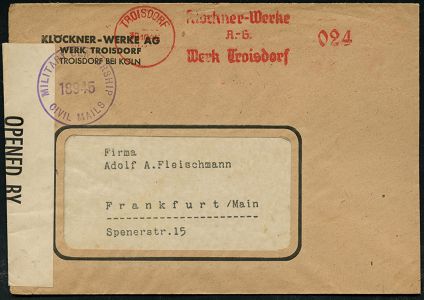 KLÖCKNER-WERKE AG
WERK TROISDORF
TROISDORF BEI KÖLN
TROISDORF
Klöckner-Werke
A.-G.
Werk Troisdorf
024
MILITARY CENSORSHIP
18945
CIVIL MAILS
OPENED BY
Firma
Adolf A.Fleischmann
Frankfurt/Main
Spenerstr.15